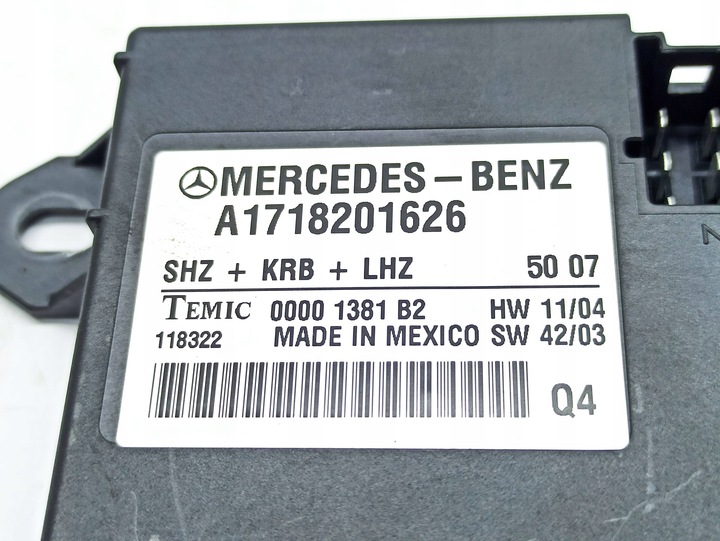 MERCEDES-BENZ
A1718201626
SHZ + KRB + LHZ 50 07
TEMIC 0000 1381 B2 HW 11/04
118322 MADE IN MEXICO SW 42/03
Q4